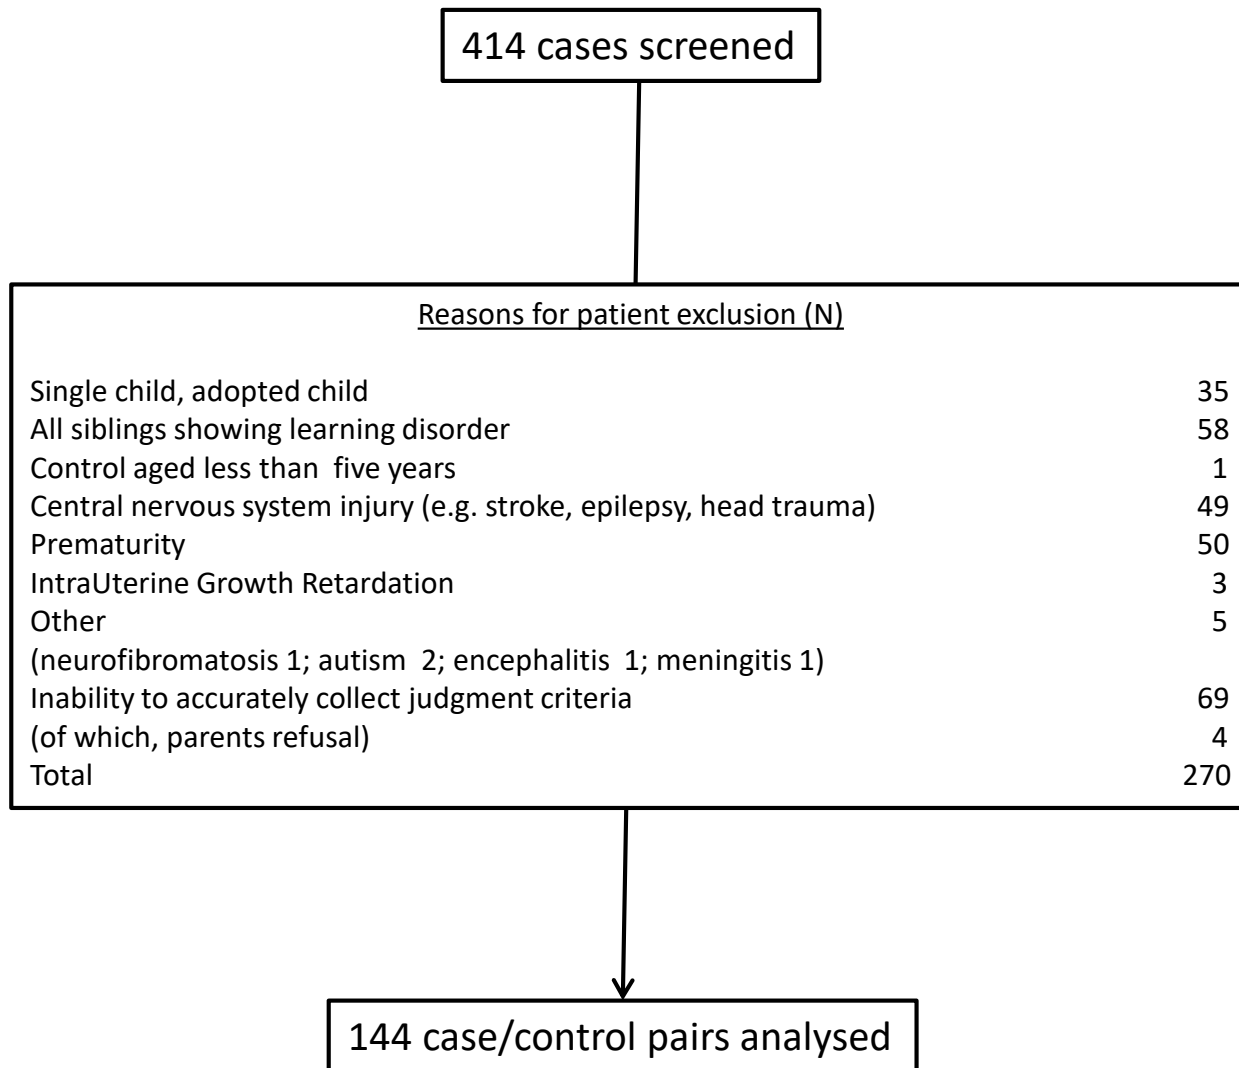 414 cases screened
Reasons for patient exclusion (N)
Single child, adopted child 35
All siblings showing learning disorder 58
Control aged less than five years 1
Central nervous system injury (e.g. stroke, epilepsy, head trauma) 49
Prematurity 50
IntraUterine Growth Retardation 3
Other 5
(neurofibromatosis 1; autism 2; encephalitis 1; meningitis 1)
Inability to accurately collect judgment criteria 69
(of which, parents refusal) 4
Total 270
144 case/control pairs analysed